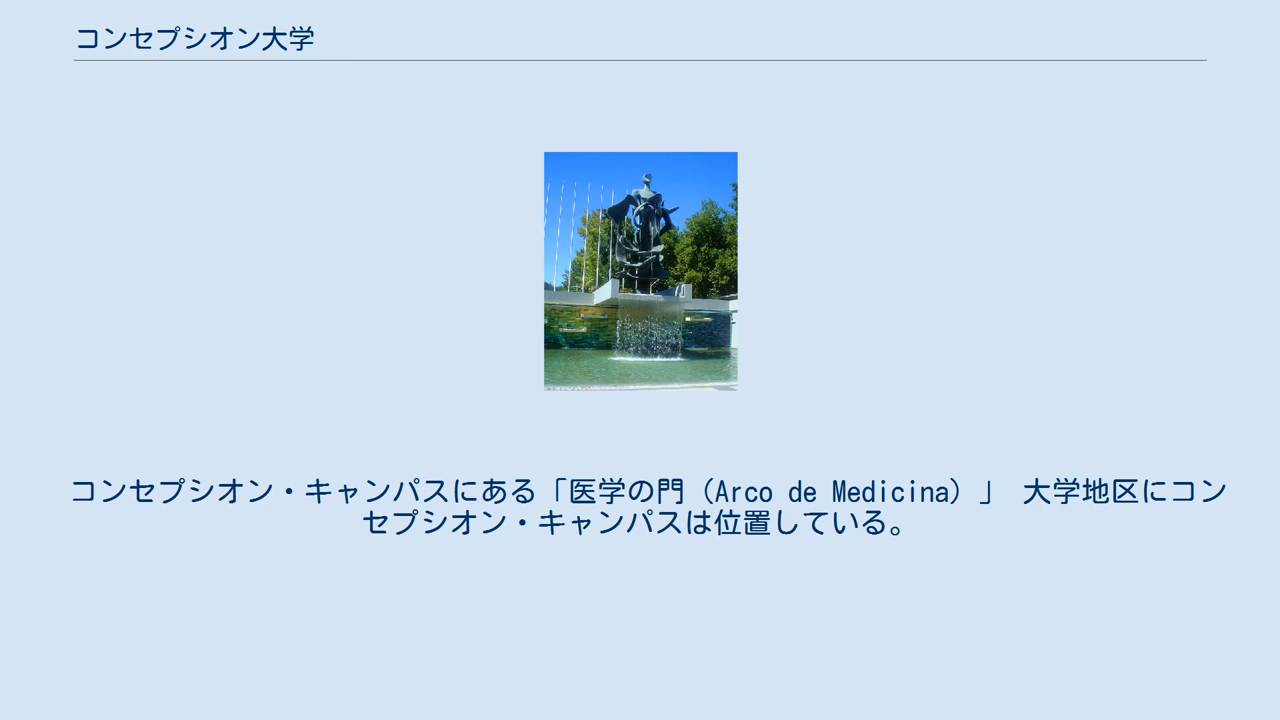 コンセプシオン大学
コンセプシオン・キャンパスにある「医学の門（Arco de Medicina）」 大学地区にコン
セプシオン・キャンパスは位置している。